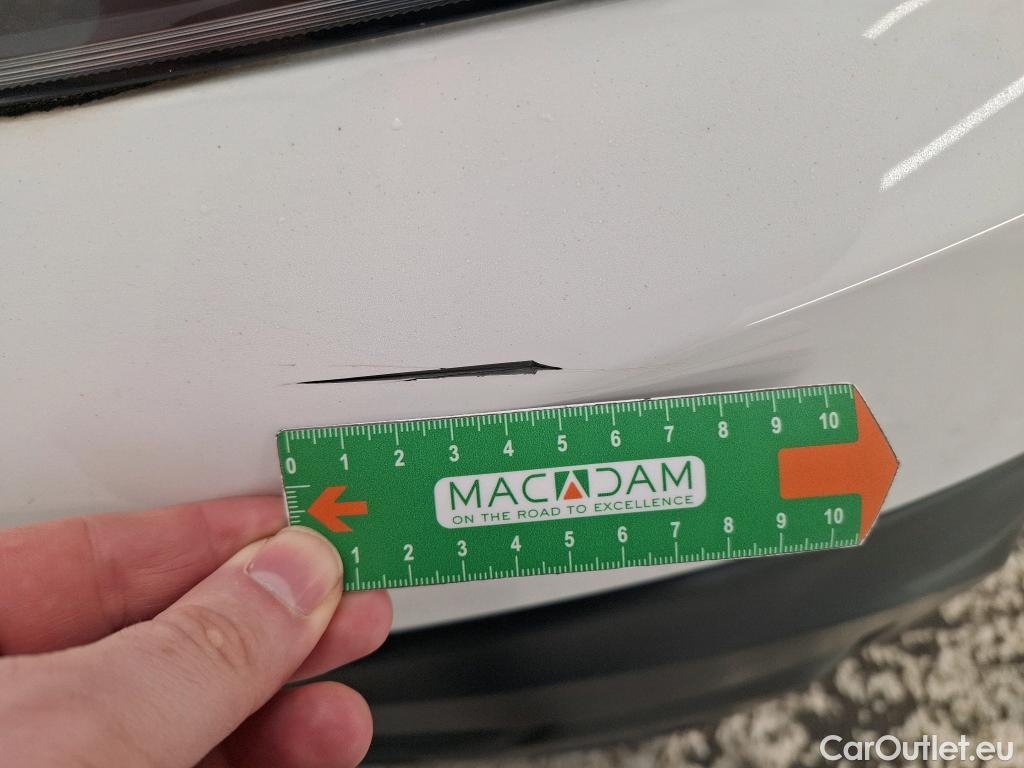 0 1 2 3 4 5 6 7 8 9 10
MACADAM
ON THE ROAD TO EXCELLENCE
1 2 3 4 5 6 7 8 9 10
CarOutlet.eu